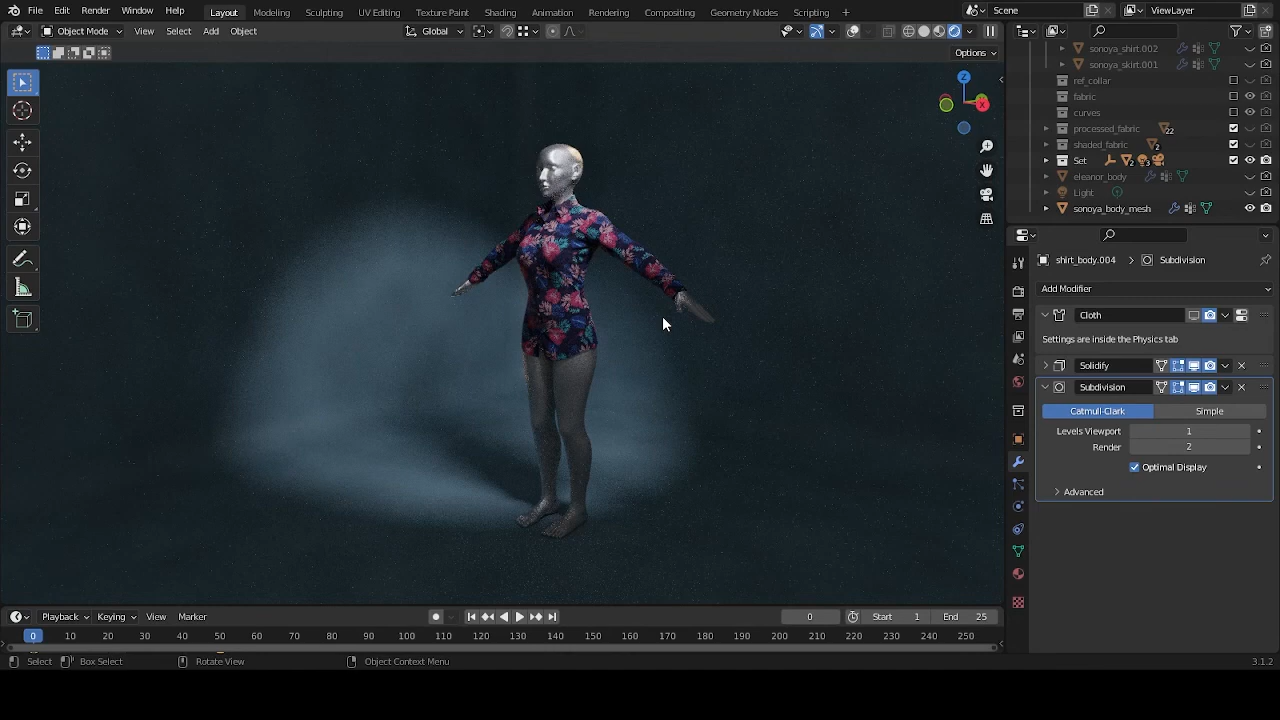 File Edit Render Window Help Layout Modeling Sculpting UV Editing Texture Paint Shading Animation Rendering Compositing Geometry Nodes Scripting + Scene ViewLayer
Object Mode View Select Add Object Global
Options
sonoya_shirt.002
sonoya_skirt.001
ref_collar
fabric
curves
processed_fabric 22
shaded_fabric 2
Set 2 3
eleanor_body
Light
sonoya_body_mesh
Z
X
shirt_body.004 > Subdivision
Add Modifier
Cloth
Settings are inside the Physics tab
Solidify
Subdivision
Catmull-Clark Simple
Levels Viewport 1
Render 2
Optimal Display
Advanced
Playback Keying View Marker 0 Start 1 End 25
0 10 20 30 40 50 60 70 80 90 100 110 120 130 140 150 160 170 180 190 200 210 220 230 240 250
Select Box Select Rotate View Object Context Menu 3.1.2